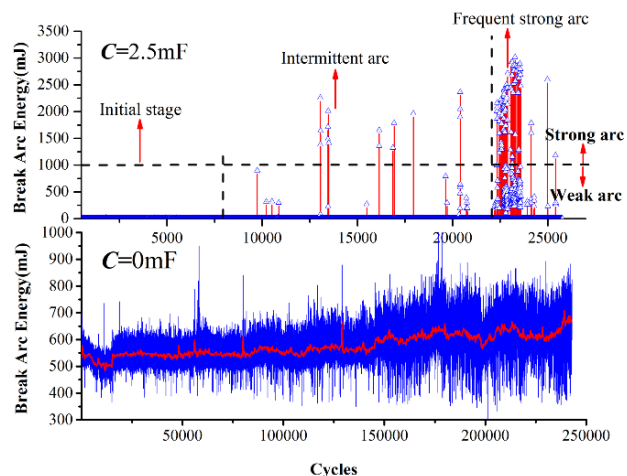 Frequent strong arc
Break Arc Energy(mJ)
3500
3000
2500
2000
1500
1000
500
0
C=2.5mF
Intermittent arc
Initial stage
Strong arc
Weak arc
5000 10000 15000 20000 25000
Break Arc Energy(mJ)
1000
900
800
700
600
500
400
300
C=0mF
50000 100000 150000 200000 250000
Cycles